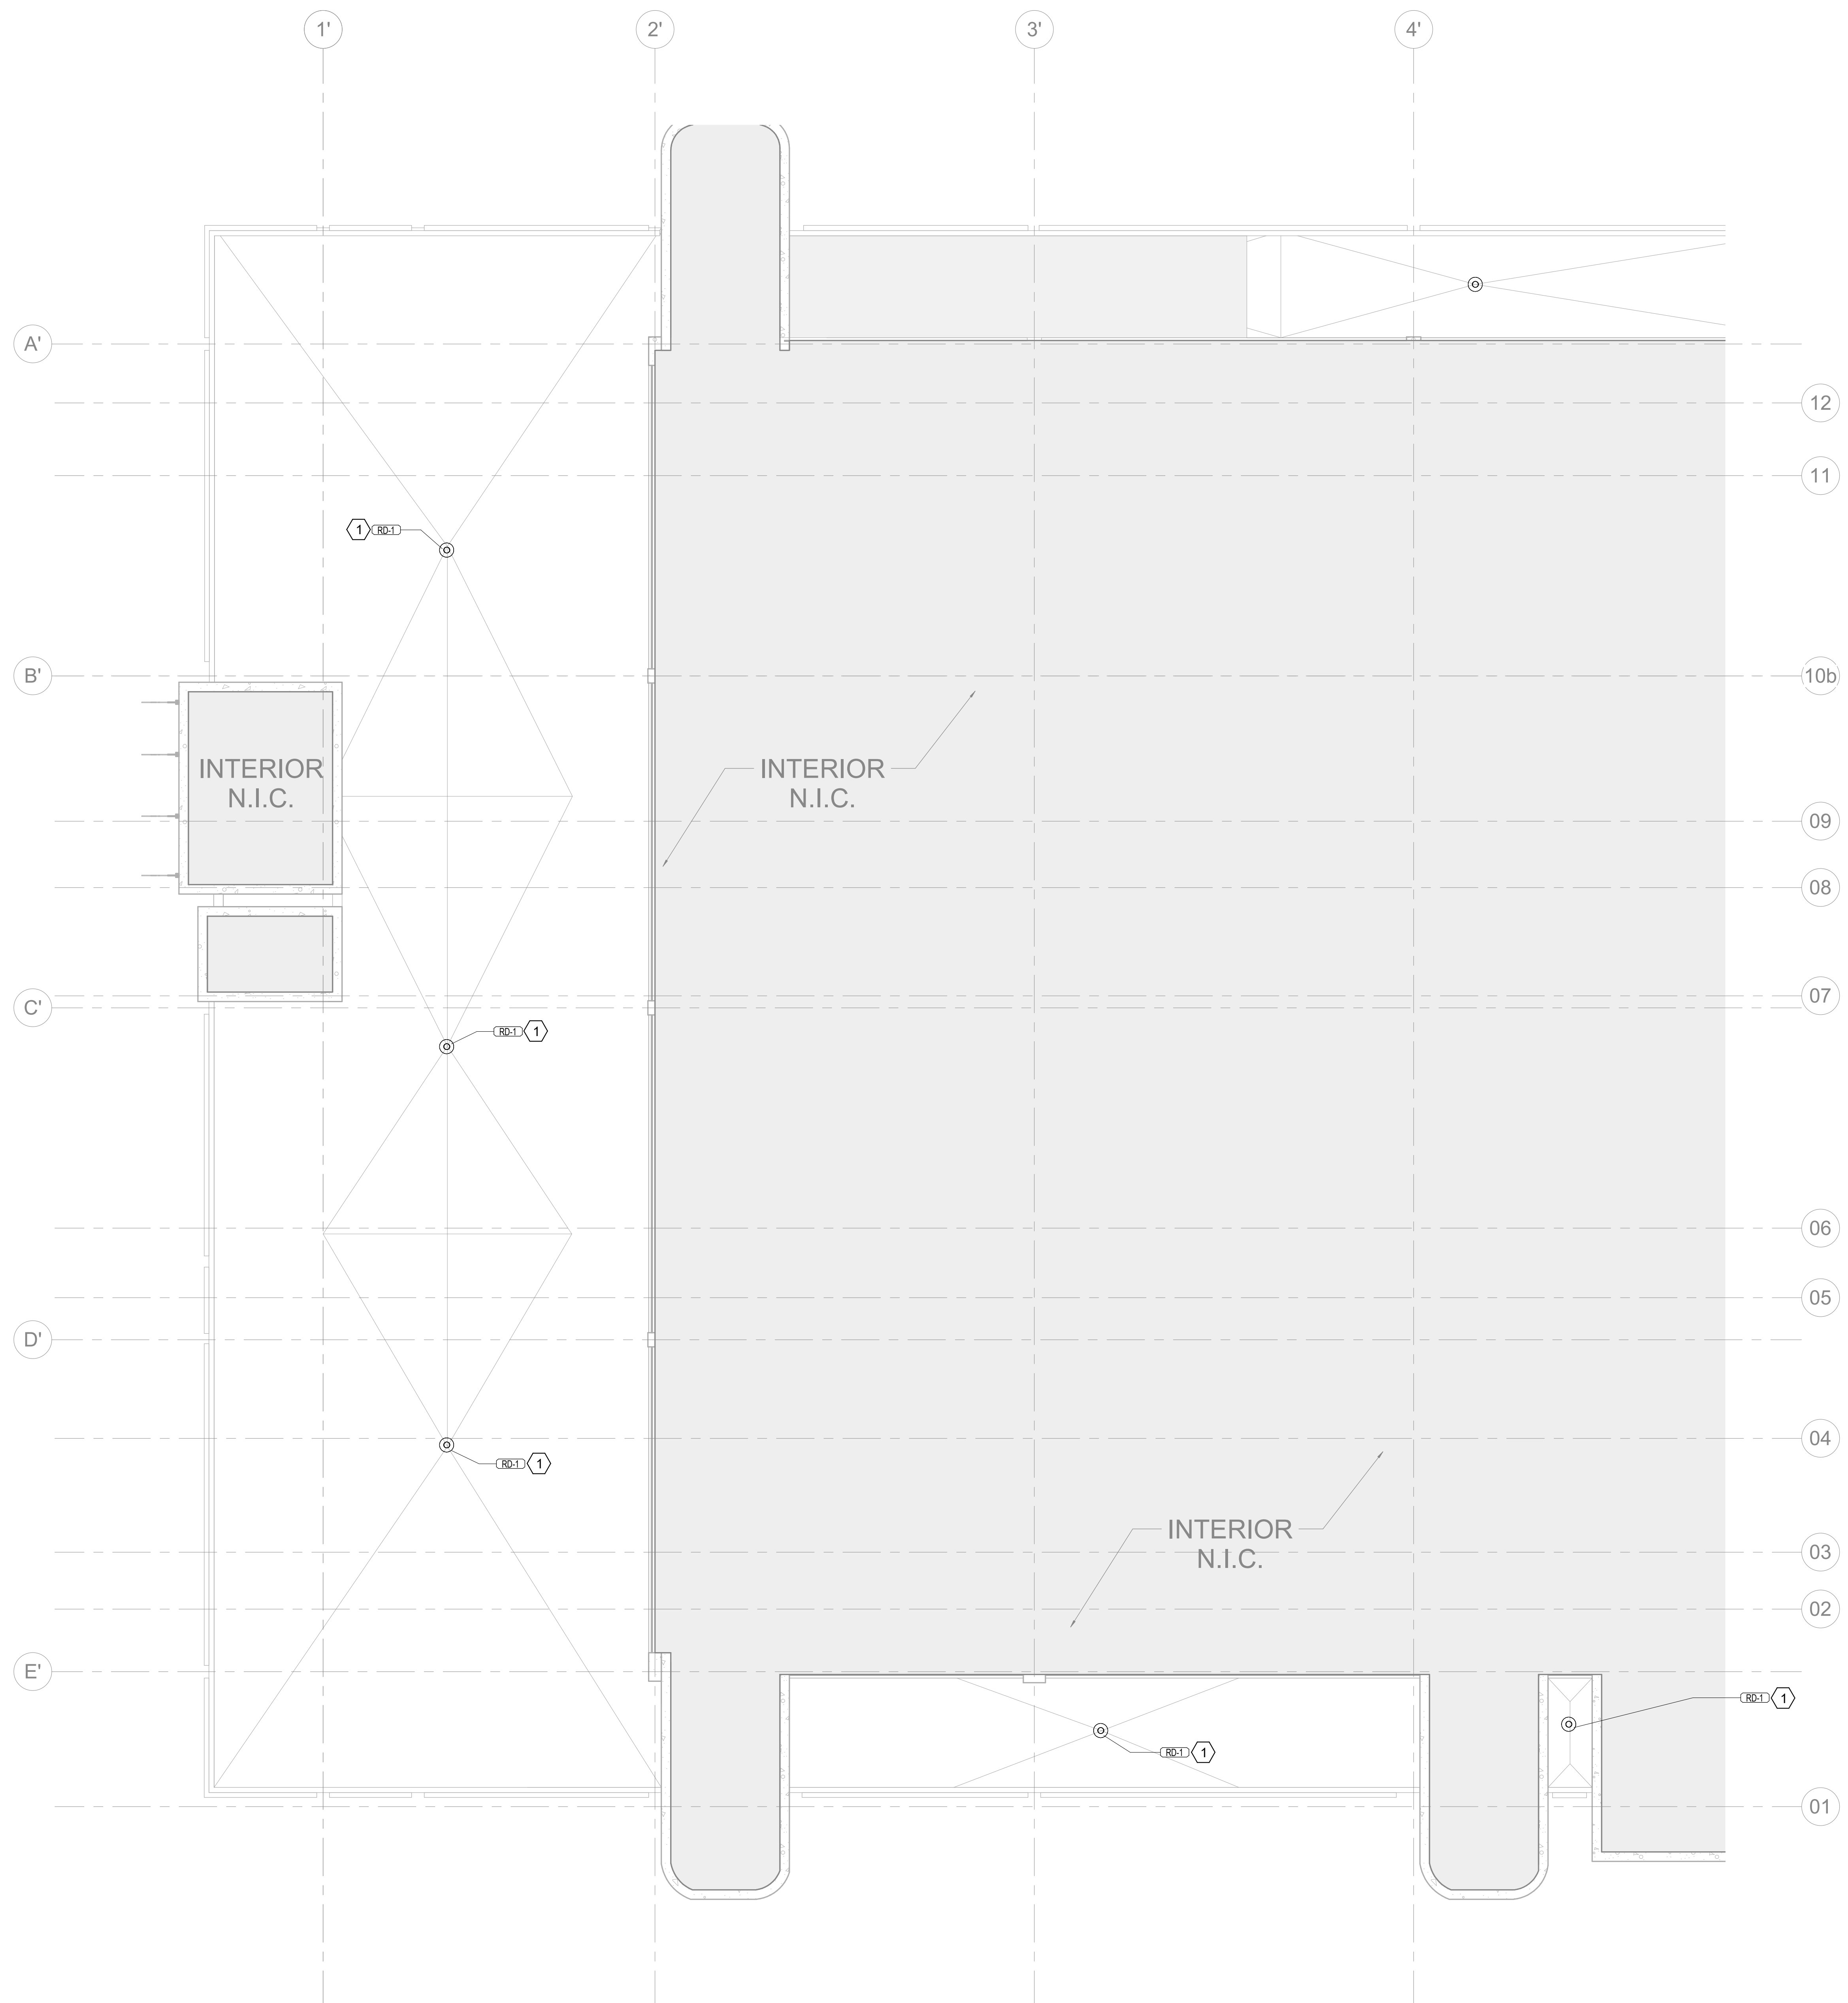 1' 2' 3' 4'
A'
12
11
1 RD-1
B' 10b
INTERIOR
N.I.C.
INTERIOR
N.I.C.
09
08
C' 07
RD-1 1
06
05
D'
04
RD-1 1
INTERIOR
N.I.C.
03
02
E'
RD-1 1
RD-1 1
01